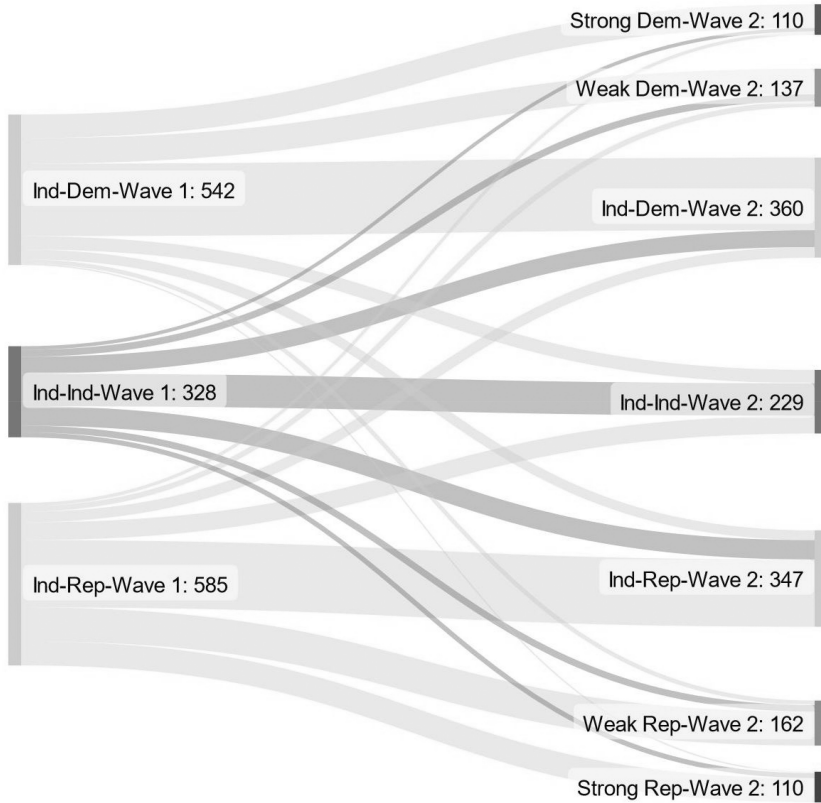 Strong Dem-Wave 2: 110
Weak Dem-Wave 2: 137
Ind-Dem-Wave 1: 542
Ind-Dem-Wave 2: 360
Ind-Ind-Wave 1: 328
Ind-Ind-Wave 2: 229
Ind-Rep-Wave 1: 585
Ind-Rep-Wave 2: 347
Weak Rep-Wave 2: 162
Strong Rep-Wave 2: 110